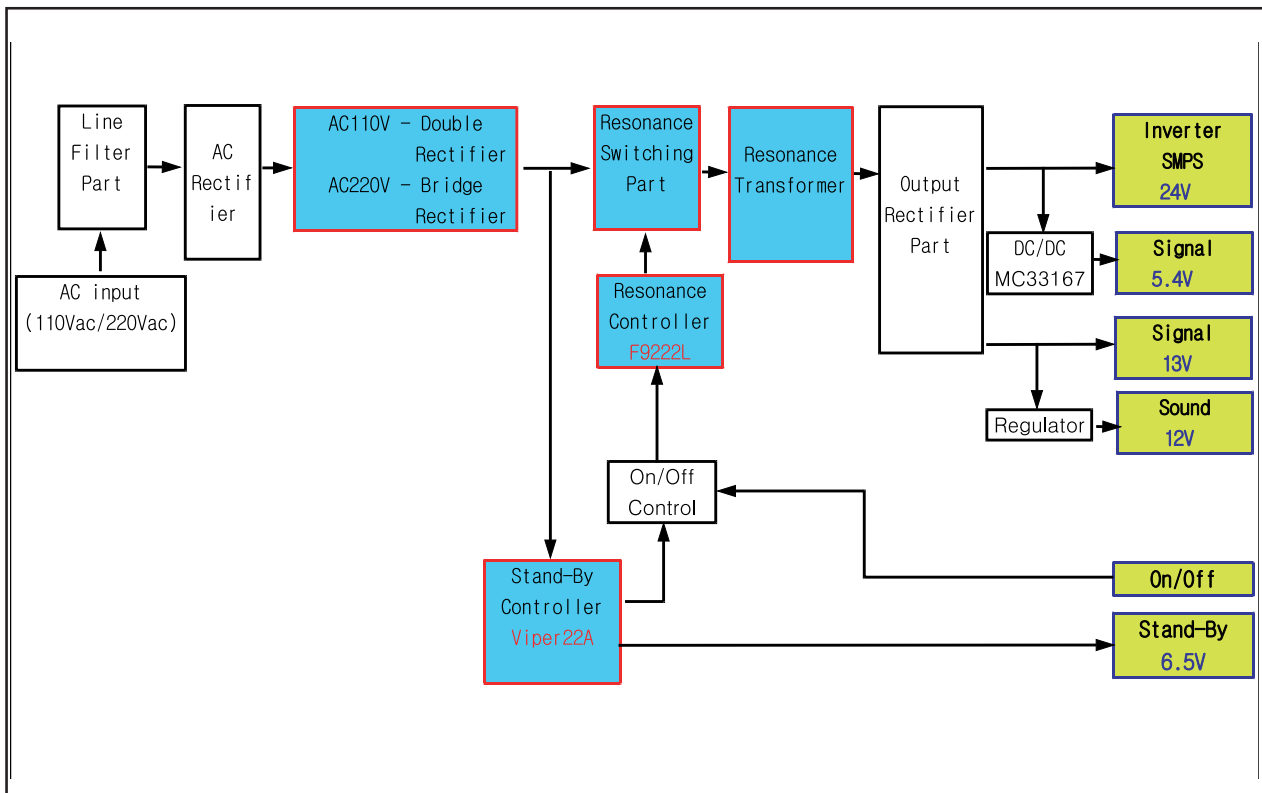 Line
Filter
Part
AC
Rectif
ier
AC110V - Double
Rectifier
AC220V - Bridge
Rectifier
Resonance
Switching
Part
Resonance
Transformer
Output
Rectifier
Part
Inverter
SMPS
24V
DC/DC
MC33167
Signal
5.4V
AC input
(110Vac/220Vac)
Resonance
Controller
F9222L
Signal
13V
Regulator
Sound
12V
On/Off
Control
Stand-By
Controller
Viper22A
On/Off
Stand-By
6.5V